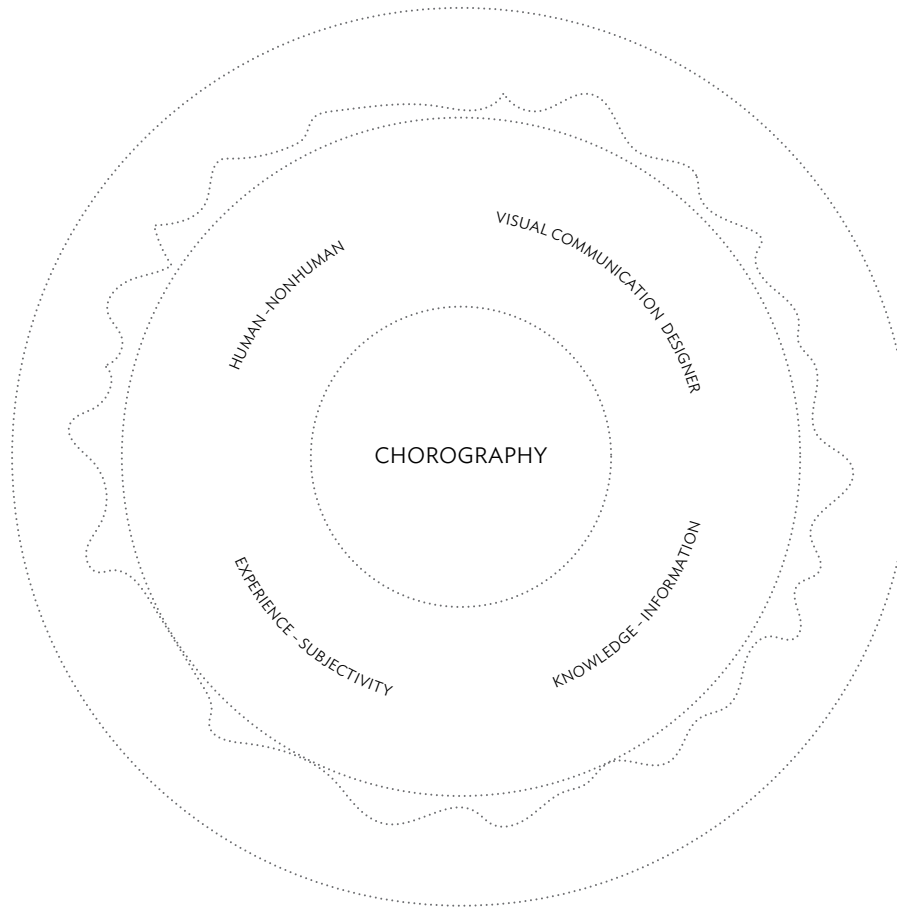 VISUAL COMMUNICATION DESIGNER
HUMAN - NONHUMAN
CHOROGRAPHY
EXPERIENCE - SUBJECTIVITY
KNOWLEDGE - INFORMATION